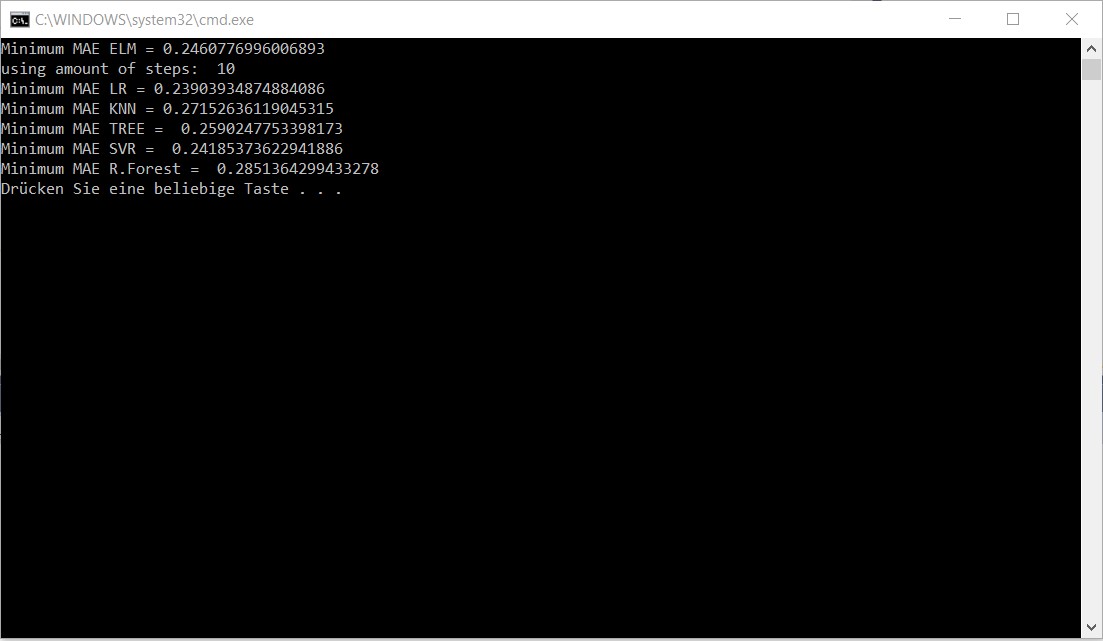 C:\WINDOWS\system32\cmd.exe
Minimum MAE ELM = 0.2460776996006893
using amount of steps:  10
Minimum MAE LR = 0.23903934874884086
Minimum MAE KNN = 0.27152636119045315
Minimum MAE TREE =  0.2590247753398173
Minimum MAE SVR =  0.24185373622941886
Minimum MAE R.Forest =  0.2851364299433278
Drücken Sie eine beliebige Taste . . .